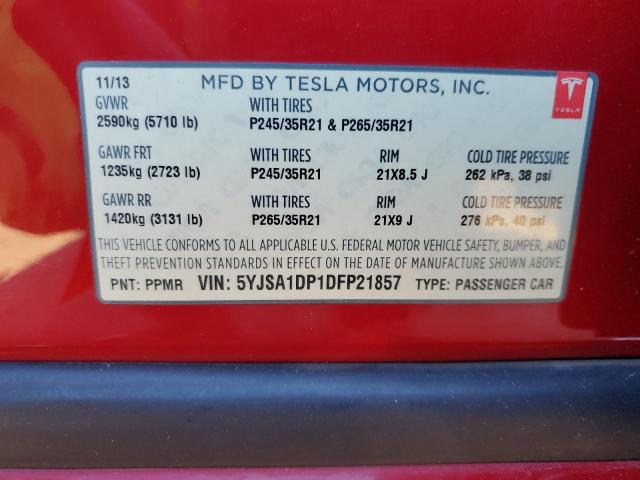 11/13 MFD BY TESLA MOTORS, INC.
GVWR WITH TIRES
2590kg (5710 lb) P245/35R21 & P265/35R21
TESLA
GAWR FRT WITH TIRES RIM COLD TIRE PRESSURE
1235kg (2723 lb) P245/35R21 21X8.5 J 262 kPa, 38 psi
GAWR RR WITH TIRES RIM COLD TIRE PRESSURE
1420kg (3131 lb) P265/35R21 21X9 J 276 kPa, 40 psi
THIS VEHICLE CONFORMS TO ALL APPLICABLE U.S. FEDERAL MOTOR VEHICLE SAFETY, BUMPER, AND
THEFT PREVENTION STANDARDS IN EFFECT ON THE DATE OF MANUFACTURE SHOWN ABOVE.
PNT: PPMR VIN: 5YJSA1DP1DFP21857 TYPE: PASSENGER CAR